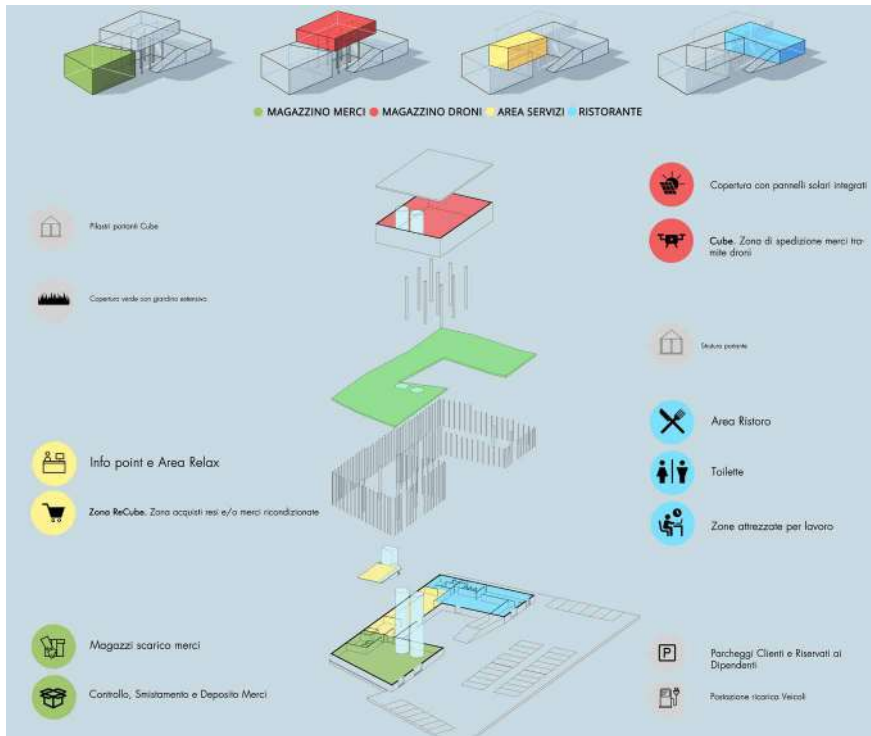 MAGAZZINO MERCI MAGAZZINO DRONI AREA SERVIZI RISTORANTE
Copertura con pannelli solari integrati
Pilastri portanti Cube
Cube. Zona di spedizione merci tra-
mite droni
Copertura verde con giardino estensivo
Struttura portante
Area Ristoro
Info point e Area Relax
Toilette
Zona ReCube. Zona acquisti resi e/o merci ricondizionate
Zone attrezzate per lavoro
Magazzi scarico merci
Parcheggi Clienti e Riservati ai
Dipendenti
P
Controllo, Smistamento e Deposito Merci
Postazione ricarica Veicoli